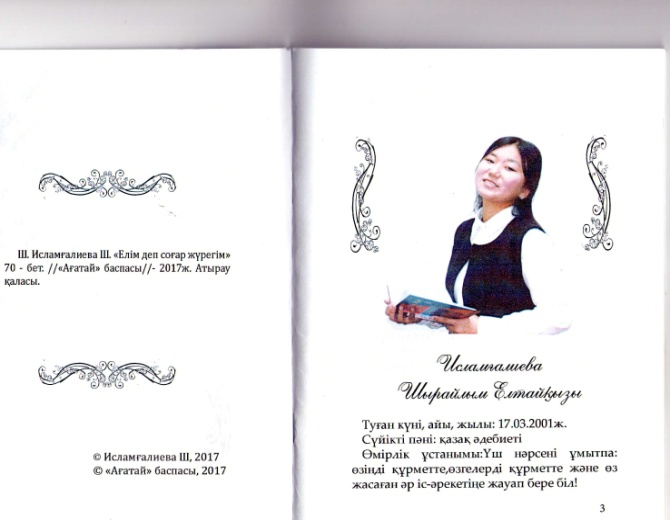 Ш. Исламғалиева Ш. «Елім деп соғар жүрегім»
70 - бет. //«Ағатай» баспасы//- 2017ж. Атырау
қаласы.
© Исламғалиева Ш, 2017
© «Ағатай» баспасы, 2017
Исламғалиева
Шырайлым Елтайқызы
Туған күні, айы, жылы: 17.03.2001ж.
Сүйікті пәні: қазақ әдебиеті
Өмірлік ұстанымы:Үш нәрсені ұмытпа:
өзіңді құрметте,өзгелерді құрметте және өз
жасаған әр іс-әрекетіңе жауап бере біл!
3